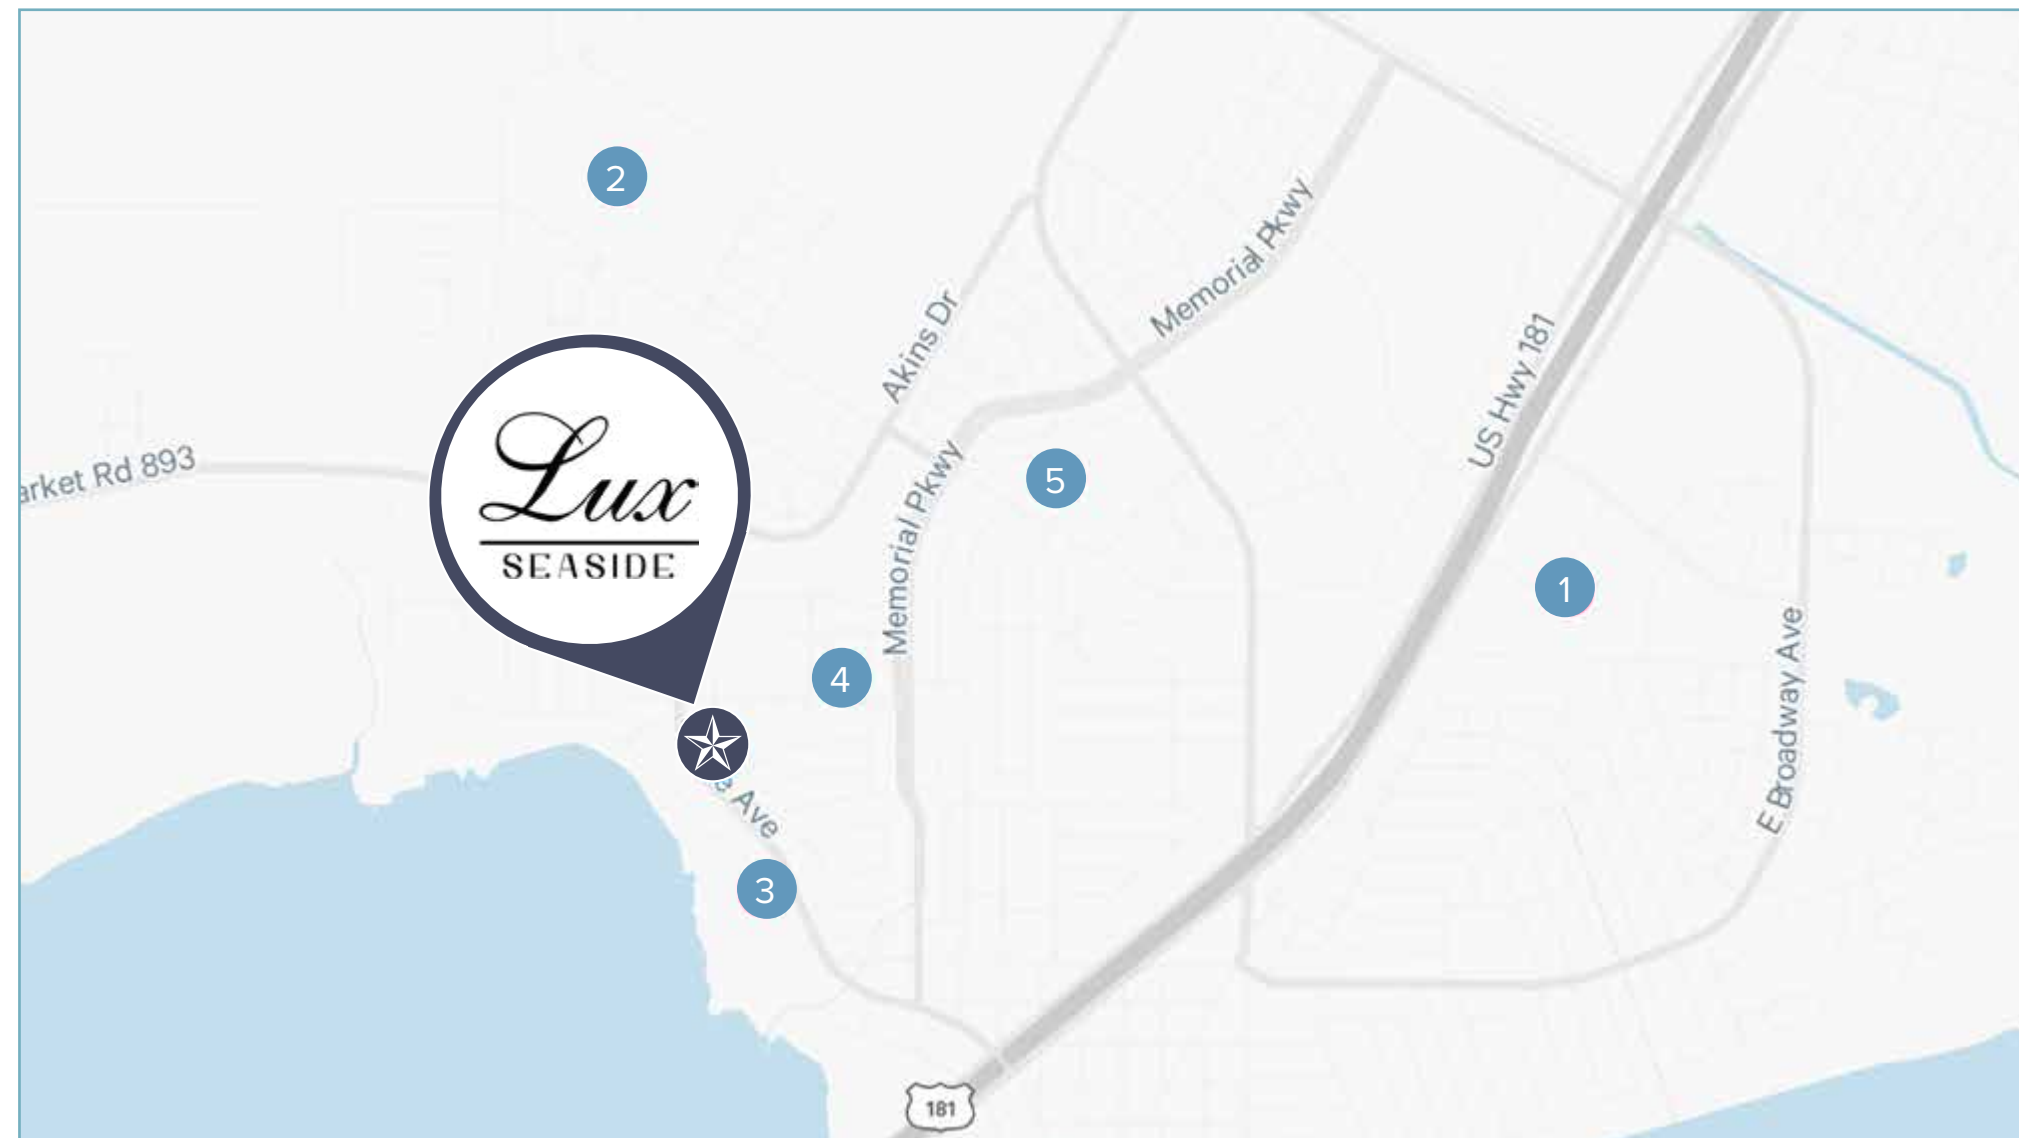 2
Memorial Pkwy
Akins Dr
US Hwy 181
Lux
SEASIDE
Rd 893
Memorial Pkwy
5
1
4
E Broadway Ave
Ave
3
181